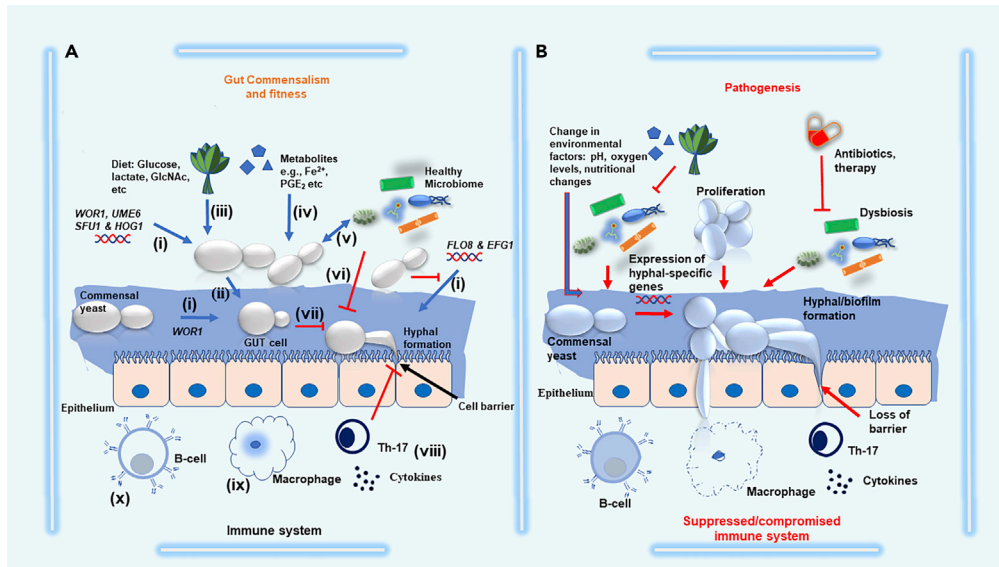 A
Gut Commensalism
and fitness
Diet: Glucose,
lactate, GlcNAc,
etc
Metabolites
e.g., Fe²⁺,
PGE₂ etc
Healthy
Microbiome
WOR1, UME6
SFU1 & HOG1
(i)
(iii)
(iv)
(v)
(vi)
FLO8 & EFG1
(i)
(ii)
Commensal
yeast
(i)
WOR1
GUT cell
(vii)
Hyphal
formation
Epithelium
Cell barrier
B-cell
(x)
(ix)
Macrophage
Th-17
(viii)
Cytokines
Immune system
B
Pathogenesis
Change in
environmental
factors: pH, oxygen
levels, nutritional
changes
Antibiotics,
therapy
Proliferation
Dysbiosis
Expression of
hyphal-specific
genes
Hyphal/biofilm
formation
Commensal
yeast
Epithelium
Loss of
barrier
B-cell
Macrophage
Th-17
Cytokines
Suppressed/compromised
immune system